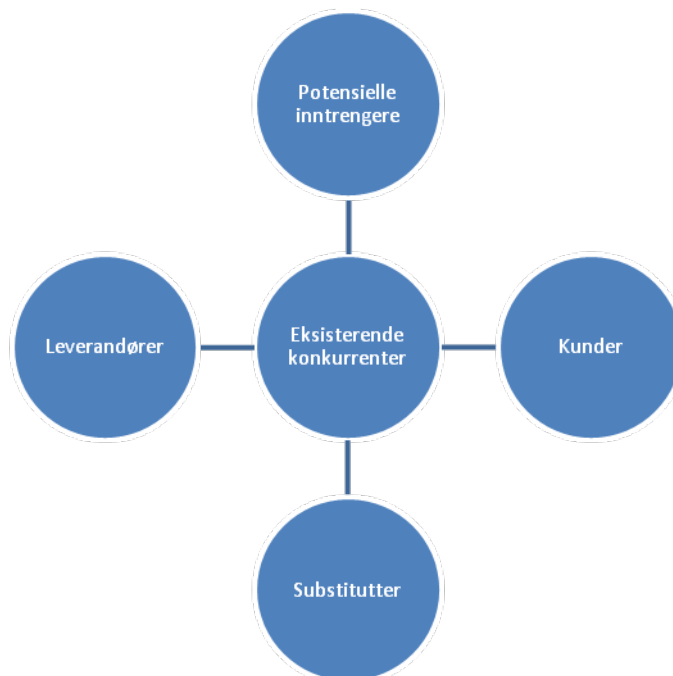 Potensielle
inntrengere
Leverandører
Eksisterende
konkurrenter
Kunder
Substitutter